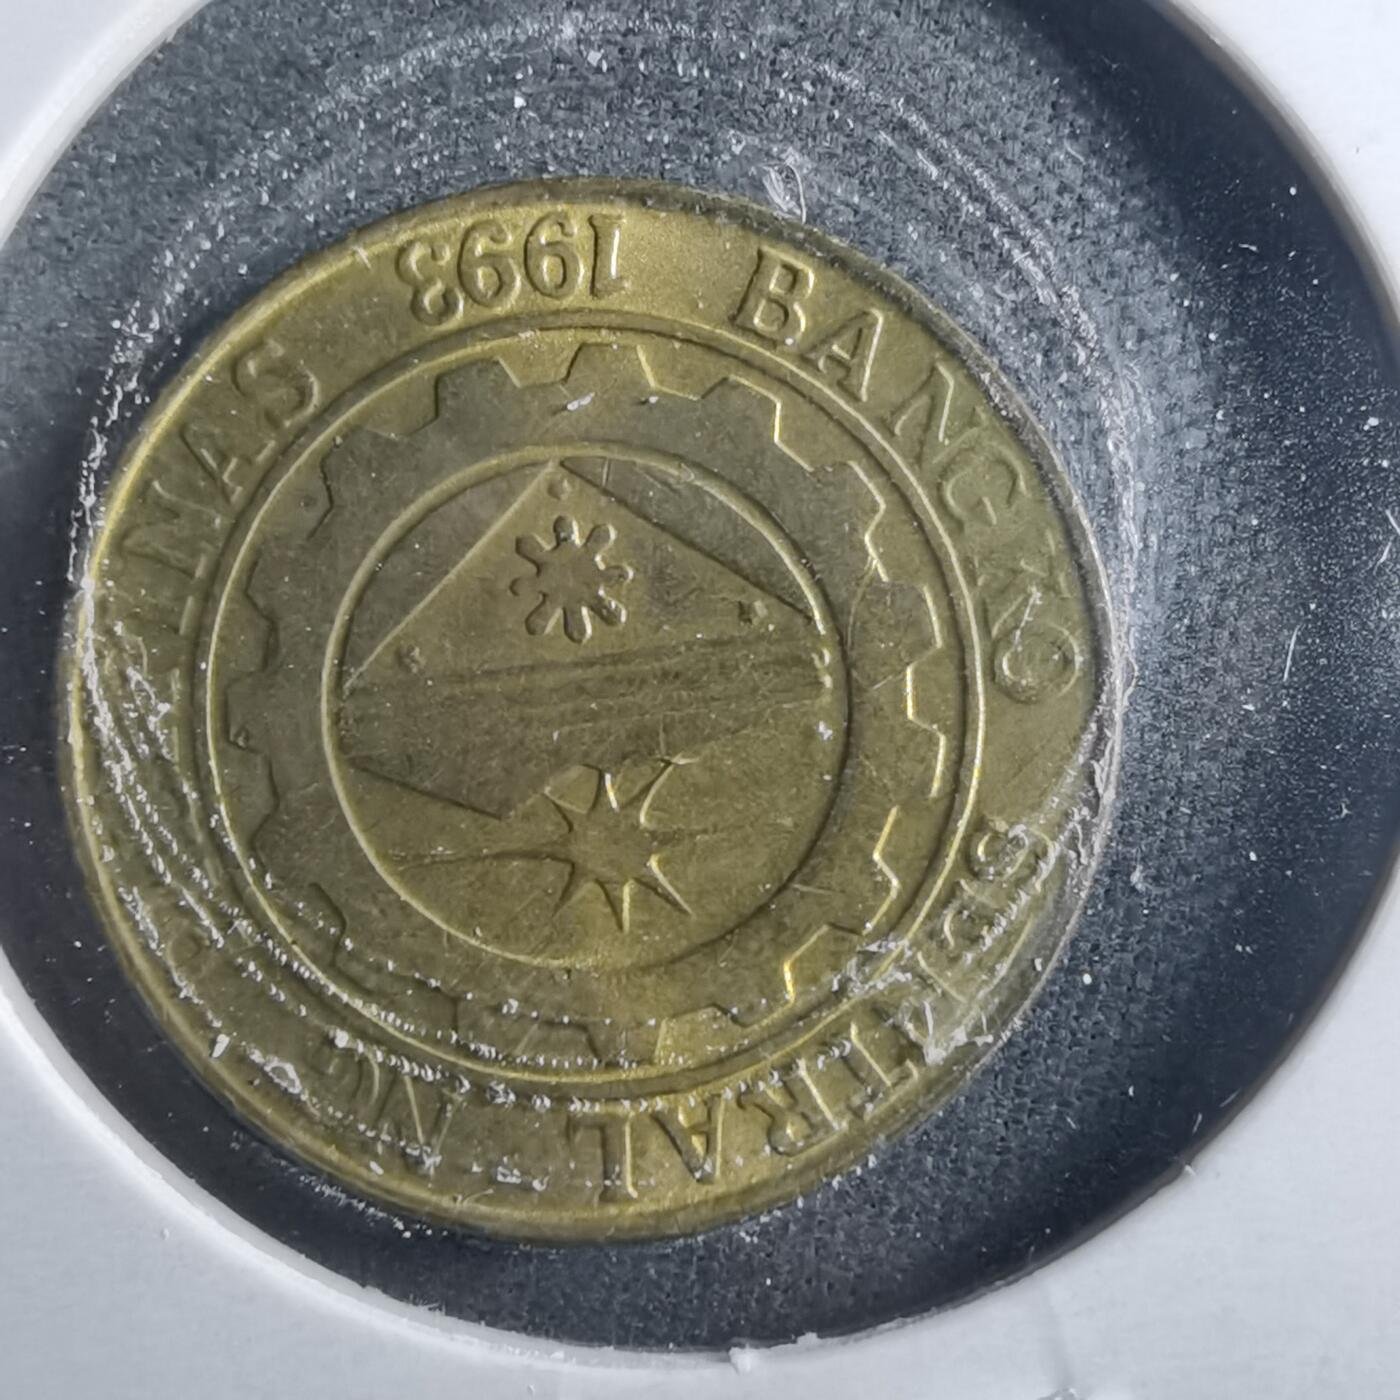 BANGKO SENTRAL NG PILIPINAS
1993